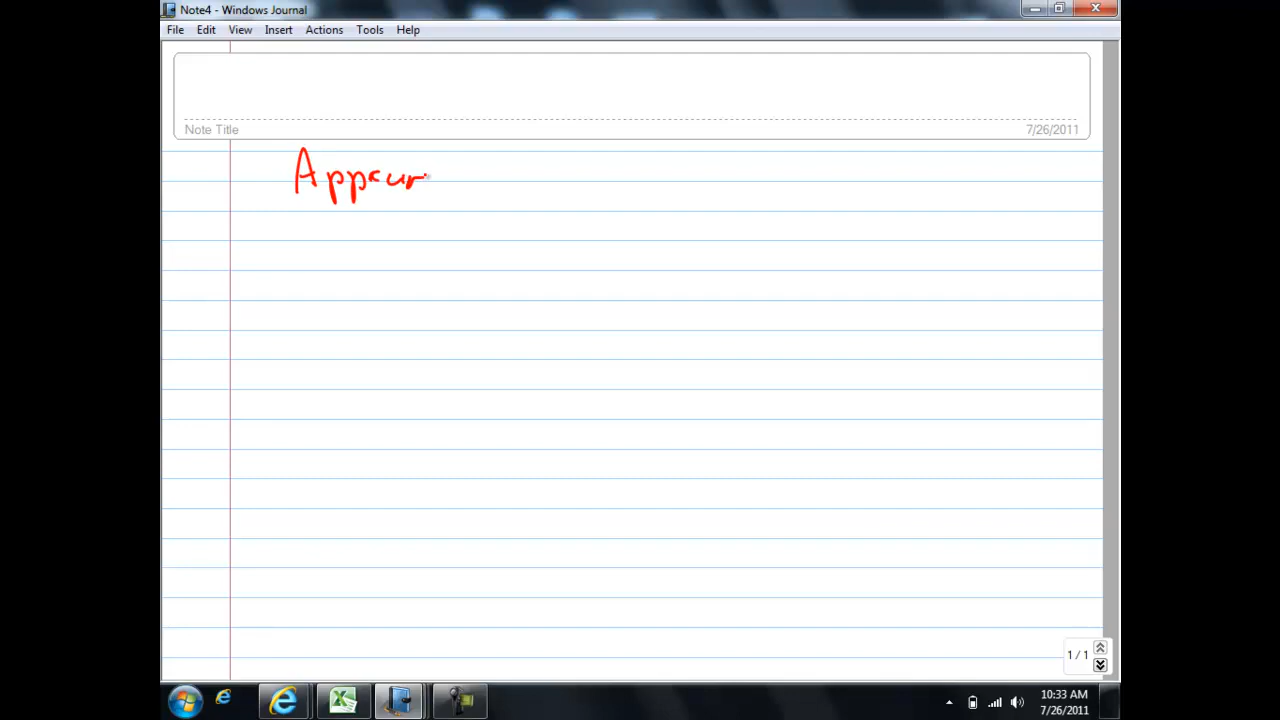 Note4 - Windows Journal
File Edit View Insert Actions Tools Help
Note Title
7/26/2011
Appear
1 / 1
10:33 AM
7/26/2011